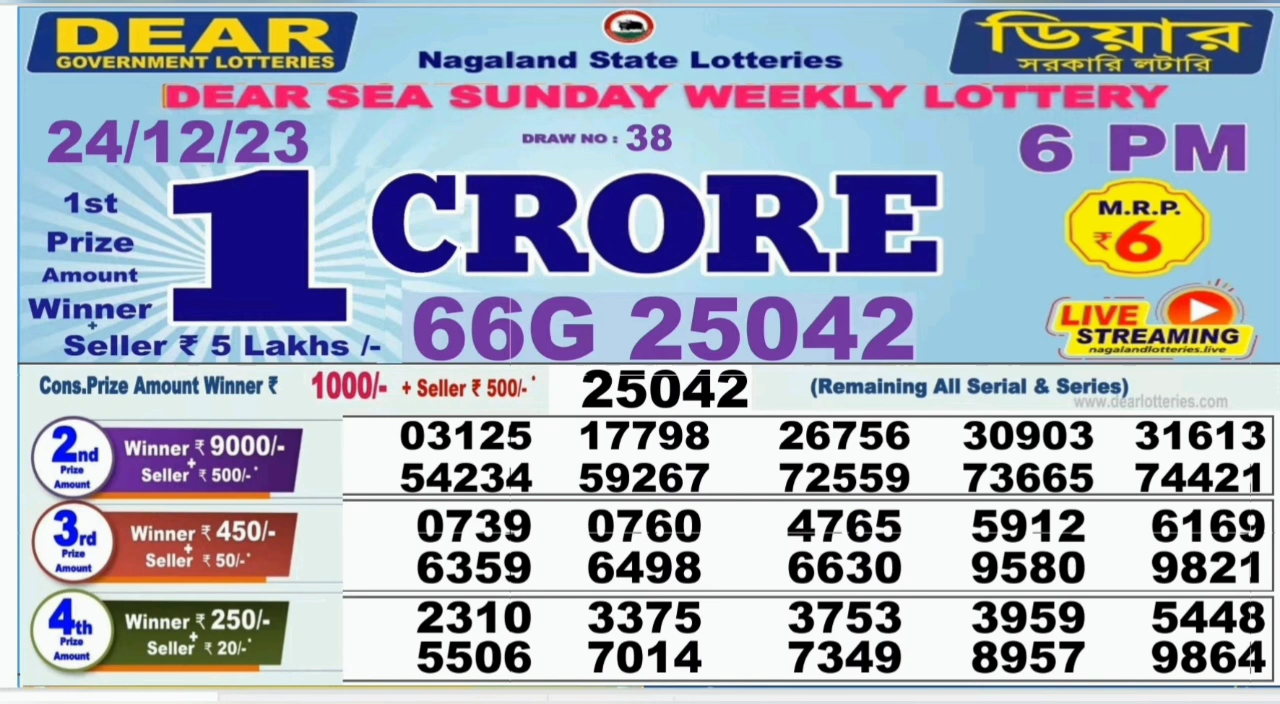 DEAR
GOVERNMENT LOTTERIES
Nagaland State Lotteries
ডিয়ার
সরকারি লটারি
DEAR SEA SUNDAY WEEKLY LOTTERY
24/12/23
DRAW NO : 38
6 PM
1st
Prize
Amount
Winner
+
Seller ₹ 5 Lakhs /-
1 CRORE
66G 25042
M.R.P.
₹6
LIVE
STREAMING
nagalandlotteries.live
Cons.Prize Amount Winner ₹ 1000/- + Seller ₹ 500/-* 25042 (Remaining All Serial & Series)
www.dearlotteries.com
2nd
Prize
Amount
Winner ₹ 9000/-
+
Seller ₹ 500/-*
03125 17798 26756 30903 31613
54234 59267 72559 73665 74421
3rd
Prize
Amount
Winner ₹ 450/-
+
Seller ₹ 50/-*
0739 0760 4765 5912 6169
6359 6498 6630 9580 9821
4th
Prize
Amount
Winner ₹ 250/-
+
Seller ₹ 20/-*
2310 3375 3753 3959 5448
5506 7014 7349 8957 9864